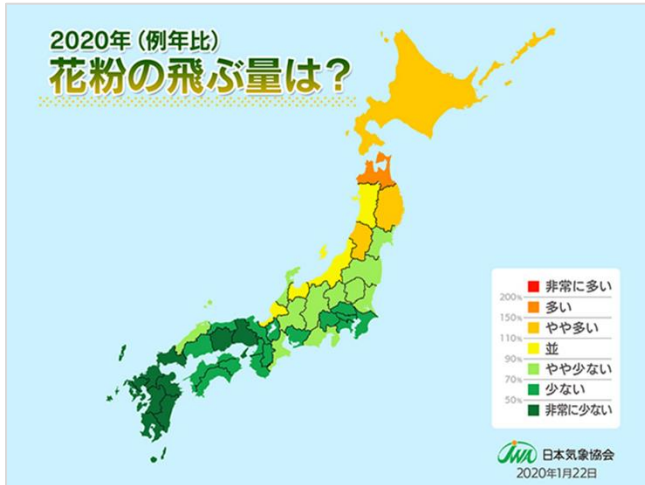 2020年（例年比）
花粉の飛ぶ量は？
非常に多い
200%
多い
150%
やや多い
110%
並
90%
やや少ない
70%
少ない
50%
非常に少ない
JWA 日本気象協会
2020年1月22日